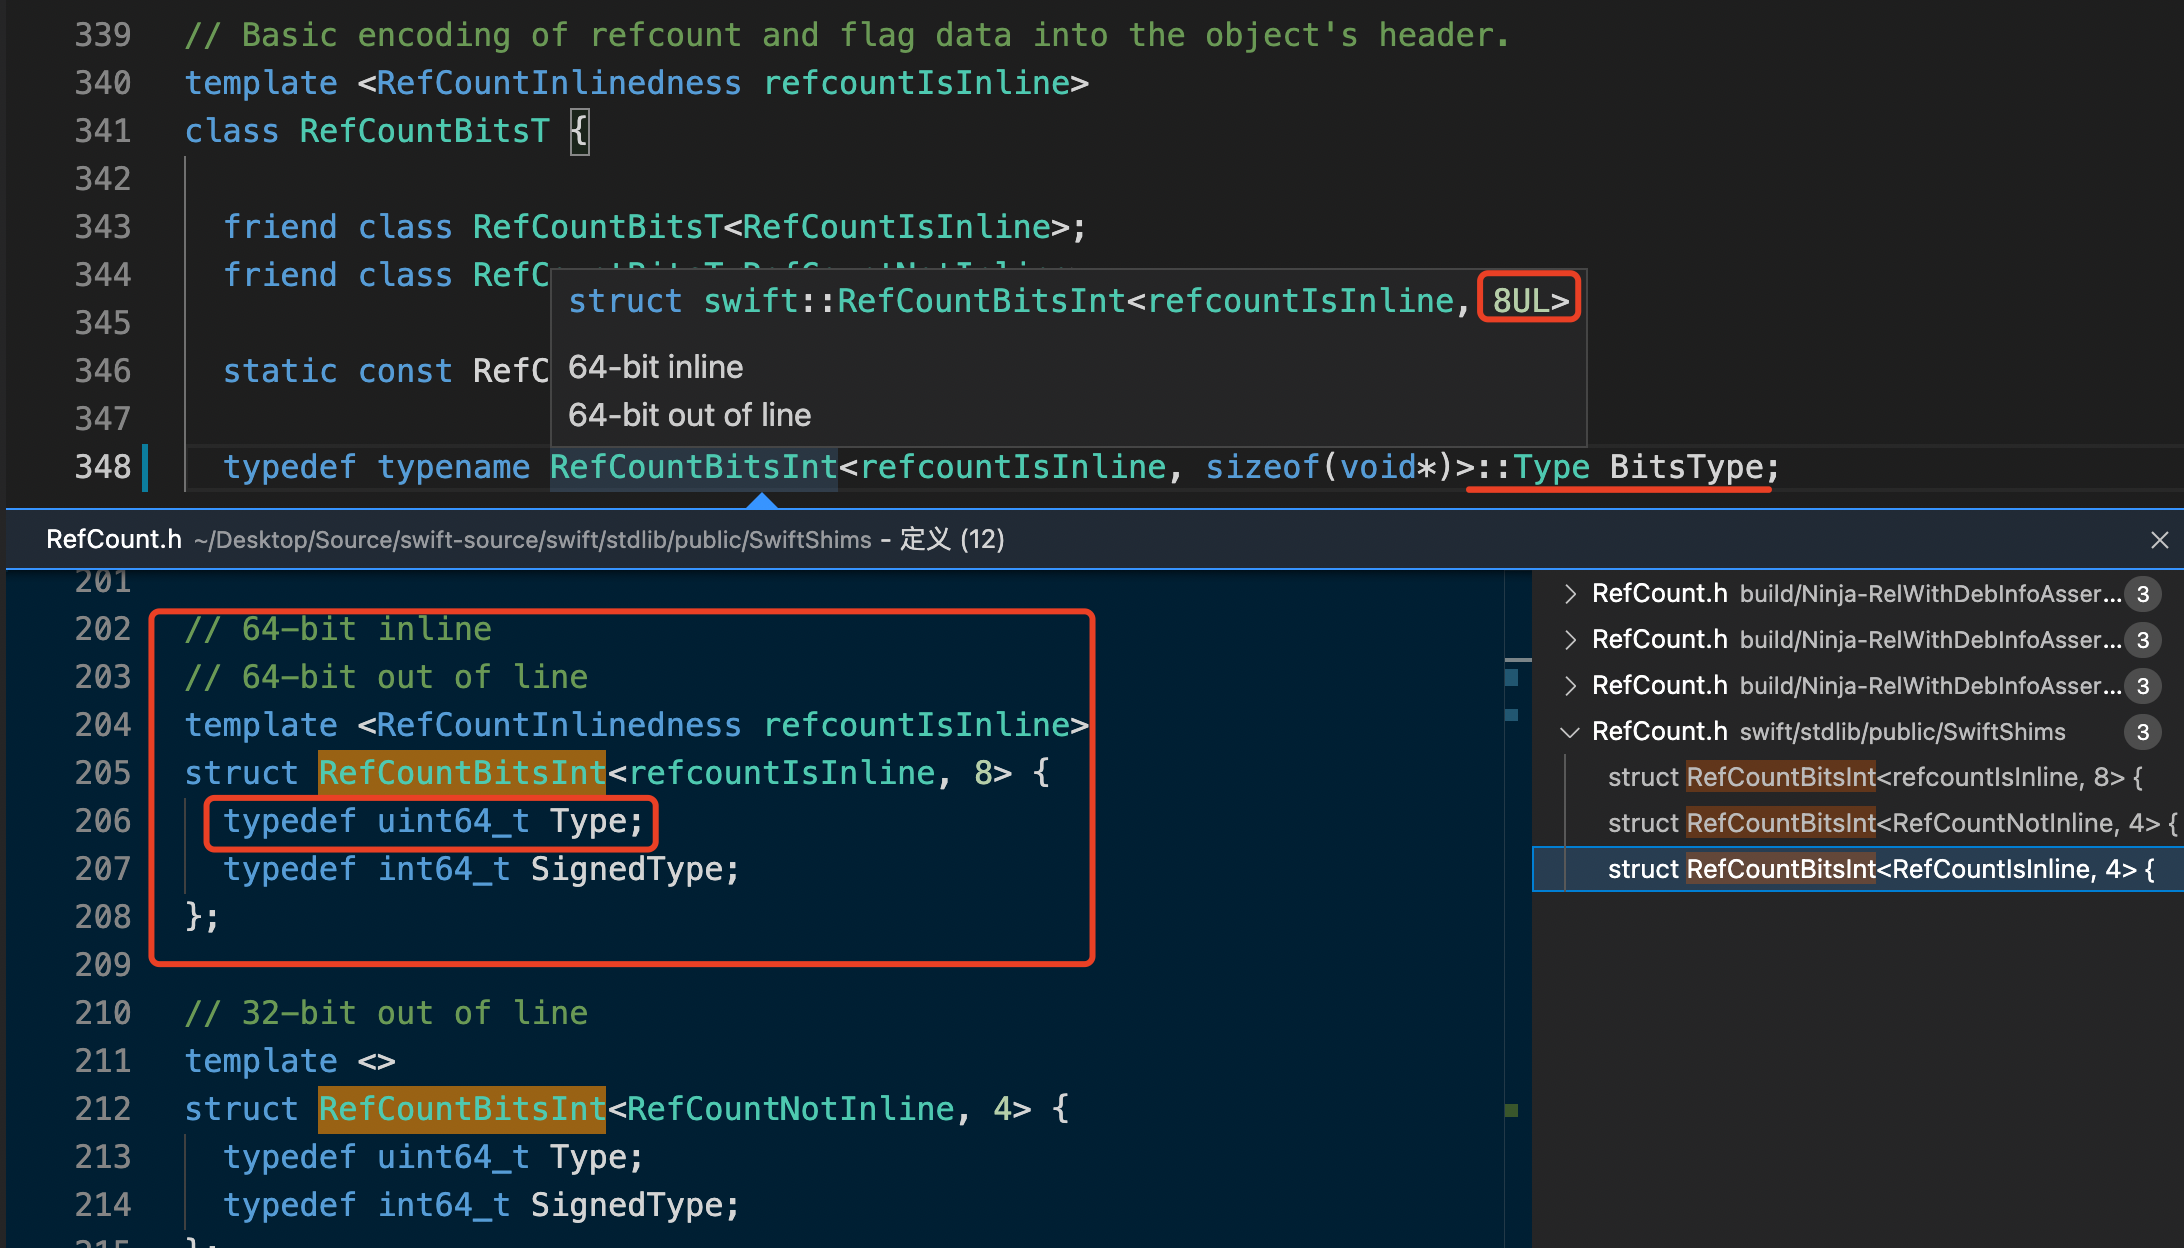 339 // Basic encoding of refcount and flag data into the object's header.
340 template <RefCountInlinedness refcountIsInline>
341 class RefCountBitsT {
342
343 friend class RefCountBitsT<RefCountIsInline>;
344 friend class RefC
struct swift::RefCountBitsInt<refcountIsInline, 8UL>
345
64-bit inline
346 static const RefC
64-bit out of line
347
348 typedef typename RefCountBitsInt<refcountIsInline, sizeof(void*)>::Type BitsType;
RefCount.h ~/Desktop/Source/swift-source/swift/stdlib/public/SwiftShims - 定义 (12)
201
202 // 64-bit inline
203 // 64-bit out of line
204 template <RefCountInlinedness refcountIsInline>
205 struct RefCountBitsInt<refcountIsInline, 8> {
206 typedef uint64_t Type;
207 typedef int64_t SignedType;
208 };
209
210 // 32-bit out of line
211 template <>
212 struct RefCountBitsInt<RefCountNotInline, 4> {
213 typedef uint64_t Type;
214 typedef int64_t SignedType;
215 };
RefCount.h build/Ninja-RelWithDebInfoAsser... 3
RefCount.h build/Ninja-RelWithDebInfoAsser... 3
RefCount.h build/Ninja-RelWithDebInfoAsser... 3
RefCount.h swift/stdlib/public/SwiftShims 3
struct RefCountBitsInt<refcountIsInline, 8> {
struct RefCountBitsInt<RefCountNotInline, 4> {
struct RefCountBitsInt<RefCountIsInline, 4> {